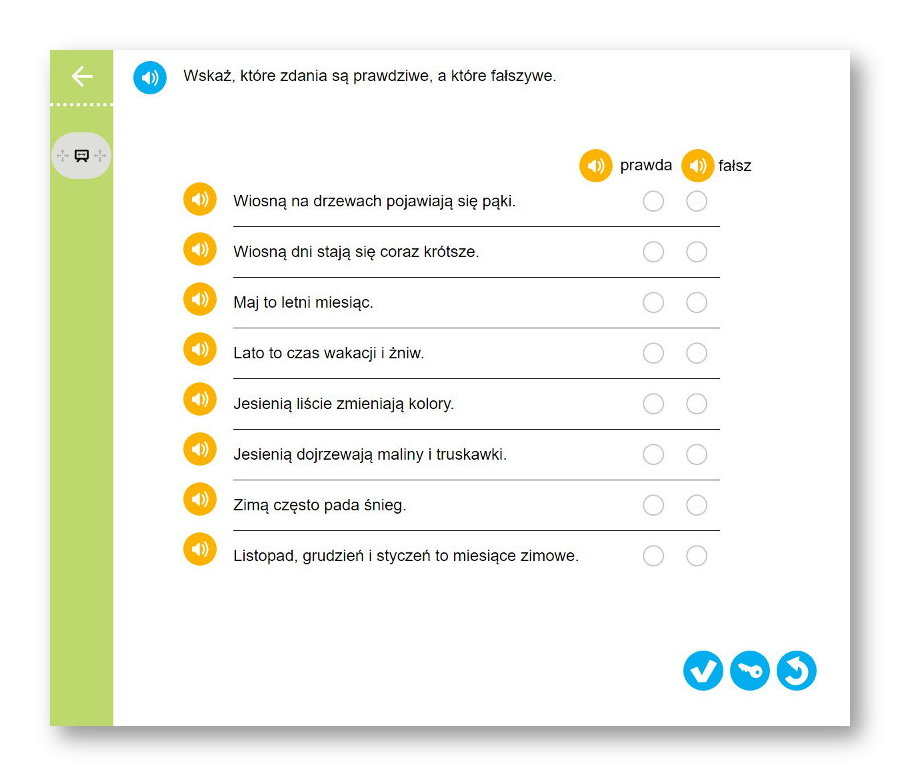 Wskaż, które zdania są prawdziwe, a które fałszywe.
prawda fałsz
Wiosną na drzewach pojawiają się pąki.
Wiosną dni stają się coraz krótsze.
Maj to letni miesiąc.
Lato to czas wakacji i żniw.
Jesienią liście zmieniają kolory.
Jesienią dojrzewają maliny i truskawki.
Zimą często pada śnieg.
Listopad, grudzień i styczeń to miesiące zimowe.